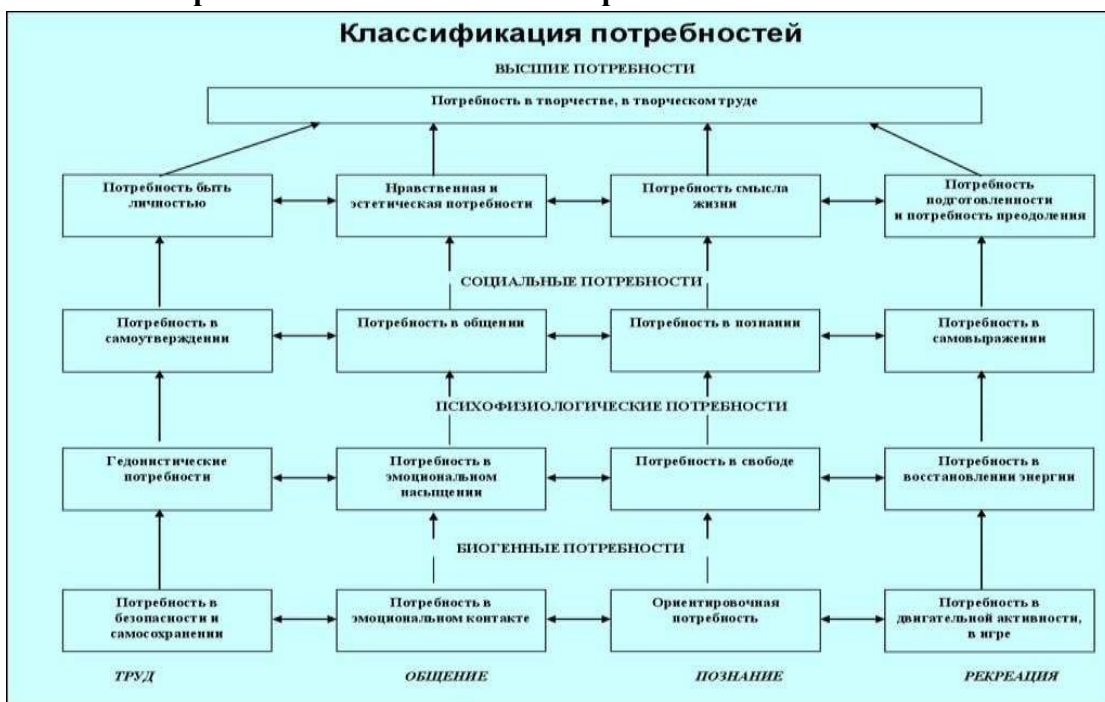 Классификация потребностей
ВЫСШИЕ ПОТРЕБНОСТИ
Потребность в творчестве, в творческом труде
Потребность быть
личностью
Нравственная и
эстетическая потребности
Потребность смысла
жизни
Потребность
подготовленности
и потребность преодоления
СОЦИАЛЬНЫЕ ПОТРЕБНОСТИ
Потребность в
самоутверждении
Потребность в общении
Потребность в познании
Потребность в
самовыражении
ПСИХОФИЗИОЛОГИЧЕСКИЕ ПОТРЕБНОСТИ
Гедонистические
потребности
Потребность в
эмоциональном
насыщении
Потребность в свободе
Потребность в
восстановлении энергии
БИОГЕННЫЕ ПОТРЕБНОСТИ
Потребность в
безопасности и
самосохранении
Потребность в
эмоциональном контакте
Ориентировочная
потребность
Потребность в
двигательной активности,
в игре
ТРУД
ОБЩЕНИЕ
ПОЗНАНИЕ
РЕКРЕАЦИЯ